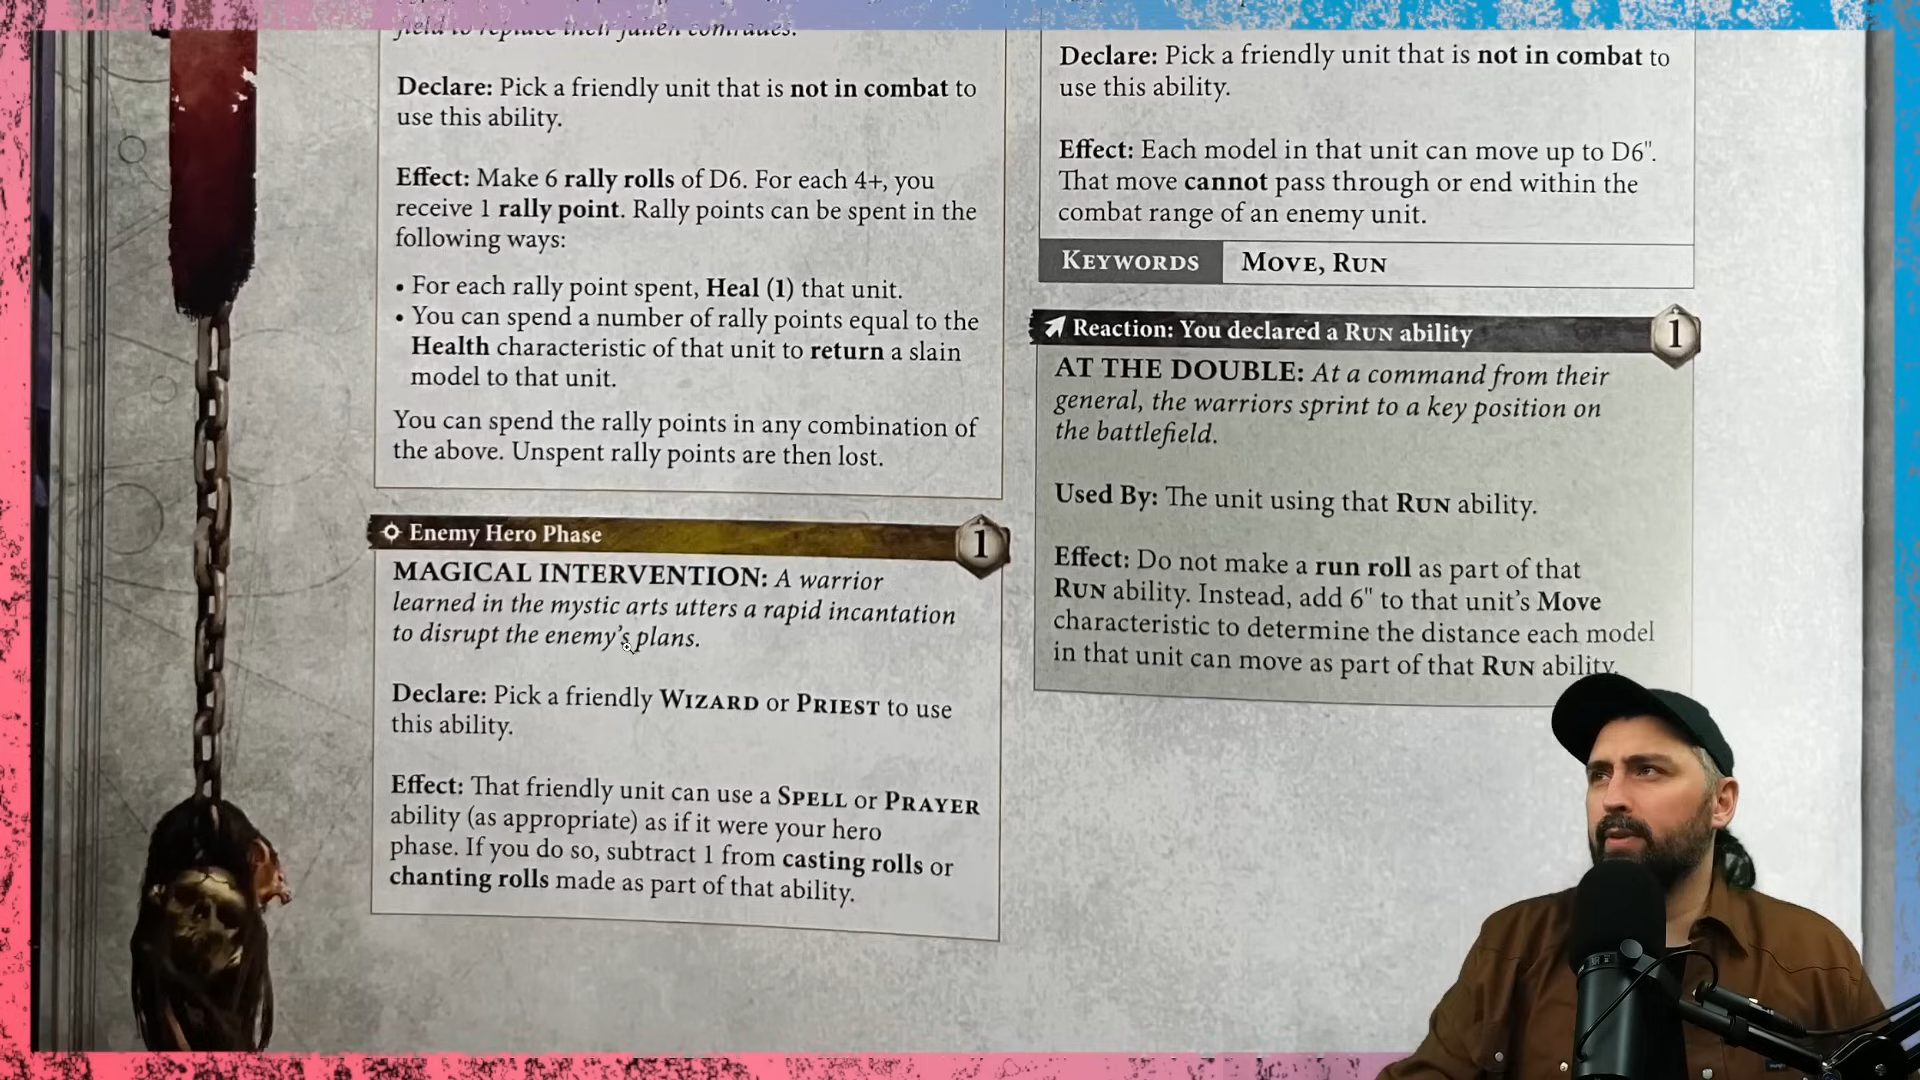 field to replace their fallen comrades.
Declare: Pick a friendly unit that is not in combat to
use this ability.
Effect: Make 6 rally rolls of D6. For each 4+, you
receive 1 rally point. Rally points can be spent in the
following ways:
• For each rally point spent, Heal (1) that unit.
• You can spend a number of rally points equal to the
Health characteristic of that unit to return a slain
model to that unit.
You can spend the rally points in any combination of
the above. Unspent rally points are then lost.
Enemy Hero Phase
1
MAGICAL INTERVENTION: A warrior
learned in the mystic arts utters a rapid incantation
to disrupt the enemy's plans.
Declare: Pick a friendly WIZARD or PRIEST to use
this ability.
Effect: That friendly unit can use a SPELL or PRAYER
ability (as appropriate) as if it were your hero
phase. If you do so, subtract 1 from casting rolls or
chanting rolls made as part of that ability.
Declare: Pick a friendly unit that is not in combat to
use this ability.
Effect: Each model in that unit can move up to D6".
That move cannot pass through or end within the
combat range of an enemy unit.
KEYWORDS MOVE, RUN
Reaction: You declared a RUN ability
1
AT THE DOUBLE: At a command from their
general, the warriors sprint to a key position on
the battlefield.
Used By: The unit using that RUN ability.
Effect: Do not make a run roll as part of that
RUN ability. Instead, add 6" to that unit's Move
characteristic to determine the distance each model
in that unit can move as part of that RUN ability.